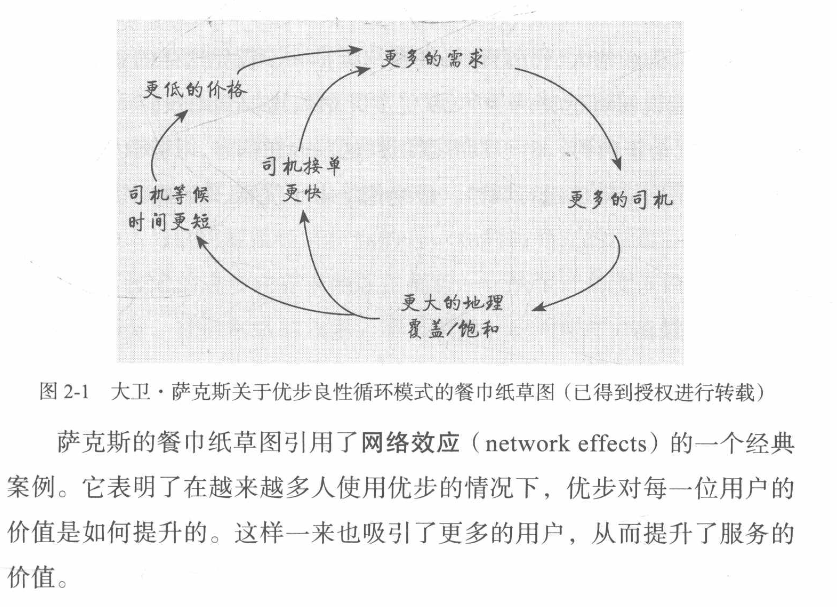 更多的需求
更低的价格
司机接单
更快
司机等候
时间更短
更多的司机
更大的地理
覆盖/饱和
图 2-1 大卫·萨克斯关于优步良性循环模式的餐巾纸草图（已得到授权进行转载）
萨克斯的餐巾纸草图引用了网络效应（network effects）的一个经典
案例。它表明了在越来越多人使用优步的情况下，优步对每一位用户的
价值是如何提升的。这样一来也吸引了更多的用户，从而提升了服务的
价值。